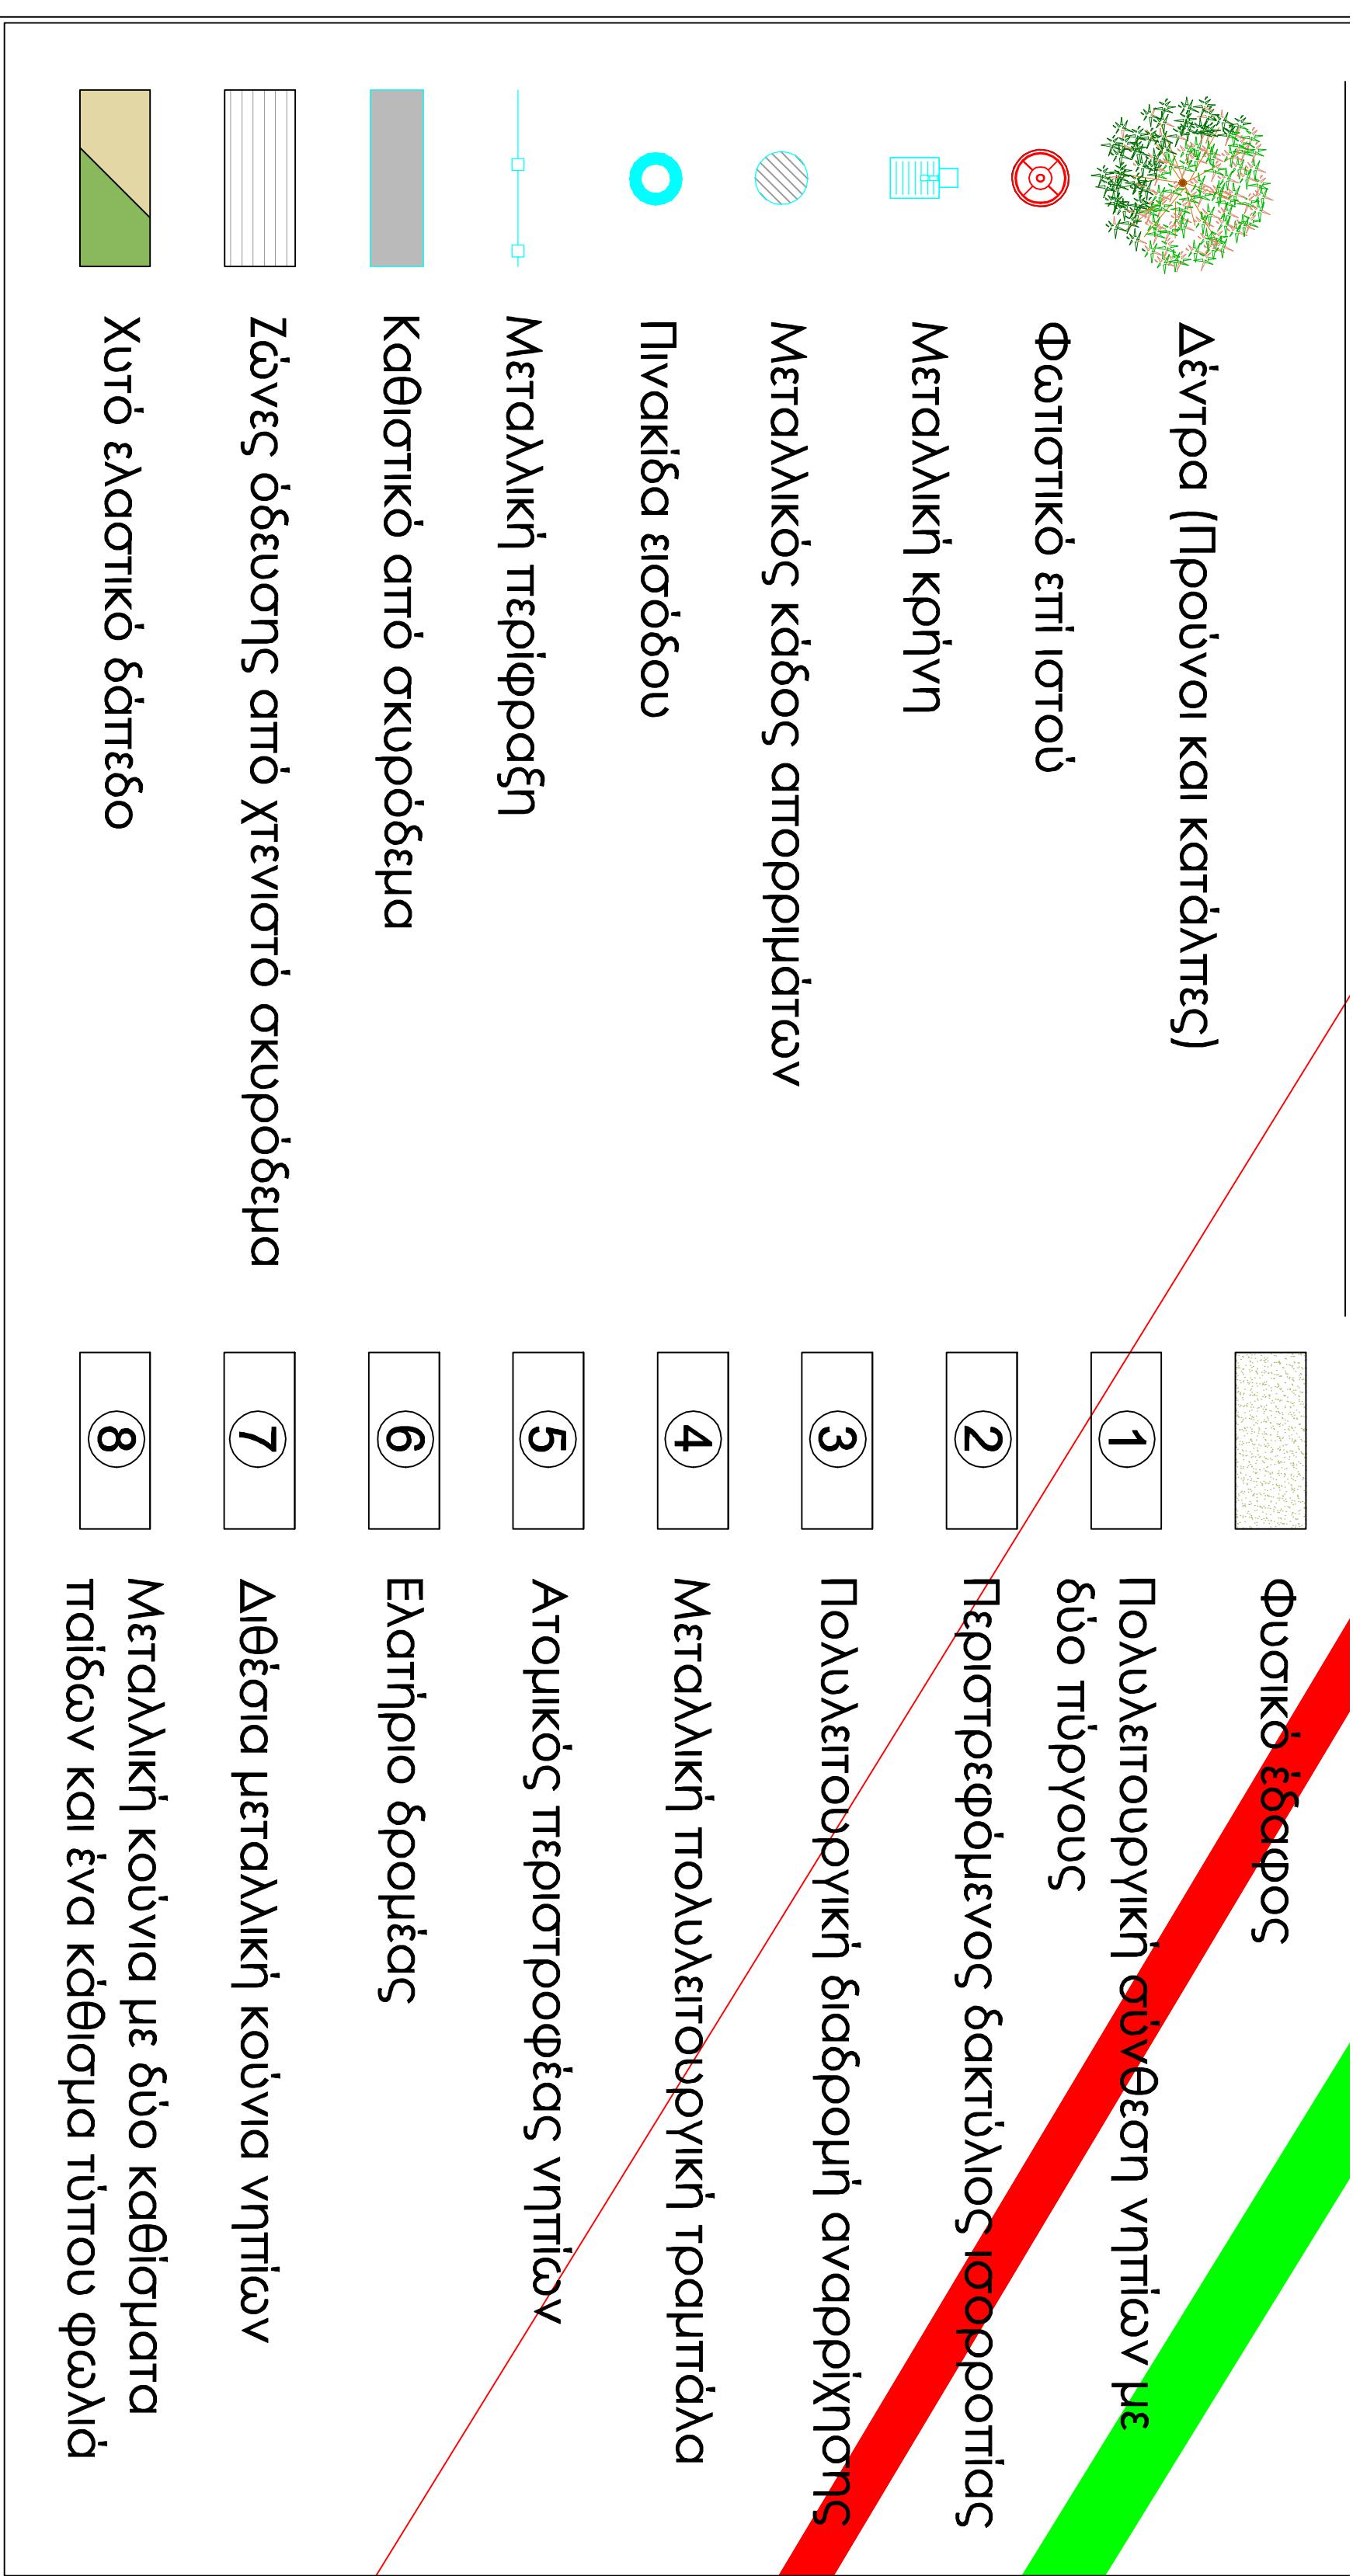 Δέντρα (Προύνοι και κατάλπες)
Φωτιστικό επί ιστού
Μεταλλική κρήνη
Μεταλλικός κάδος απορριμάτων
Πινακίδα εισόδου
Μεταλλική περίφραξη
Καθιστικό από σκυρόδεμα
Ζώνες όδευσης από χτενιστό σκυρόδεμα
Χυτό ελαστικό δάπεδο
Φυσικό έδαφος
1 Πολυλειτουργική σύνθεση νηπίων με
δύο πύργους
2 Περιστρεφόμενος δακτύλιος ισορροπίας
3 Πολυλειτουργική διαδρομή αναρρίχησης
4 Μεταλλική πολυλειτουργική τραμπάλα
5 Ατομικός περιστροφέας νηπίων
6 Ελατήριο δρομέας
7 Διθέσια μεταλλική κούνια νηπίων
8 Μεταλλική κούνια με δύο καθίσματα
παίδων και ένα κάθισμα τύπου φωλιά